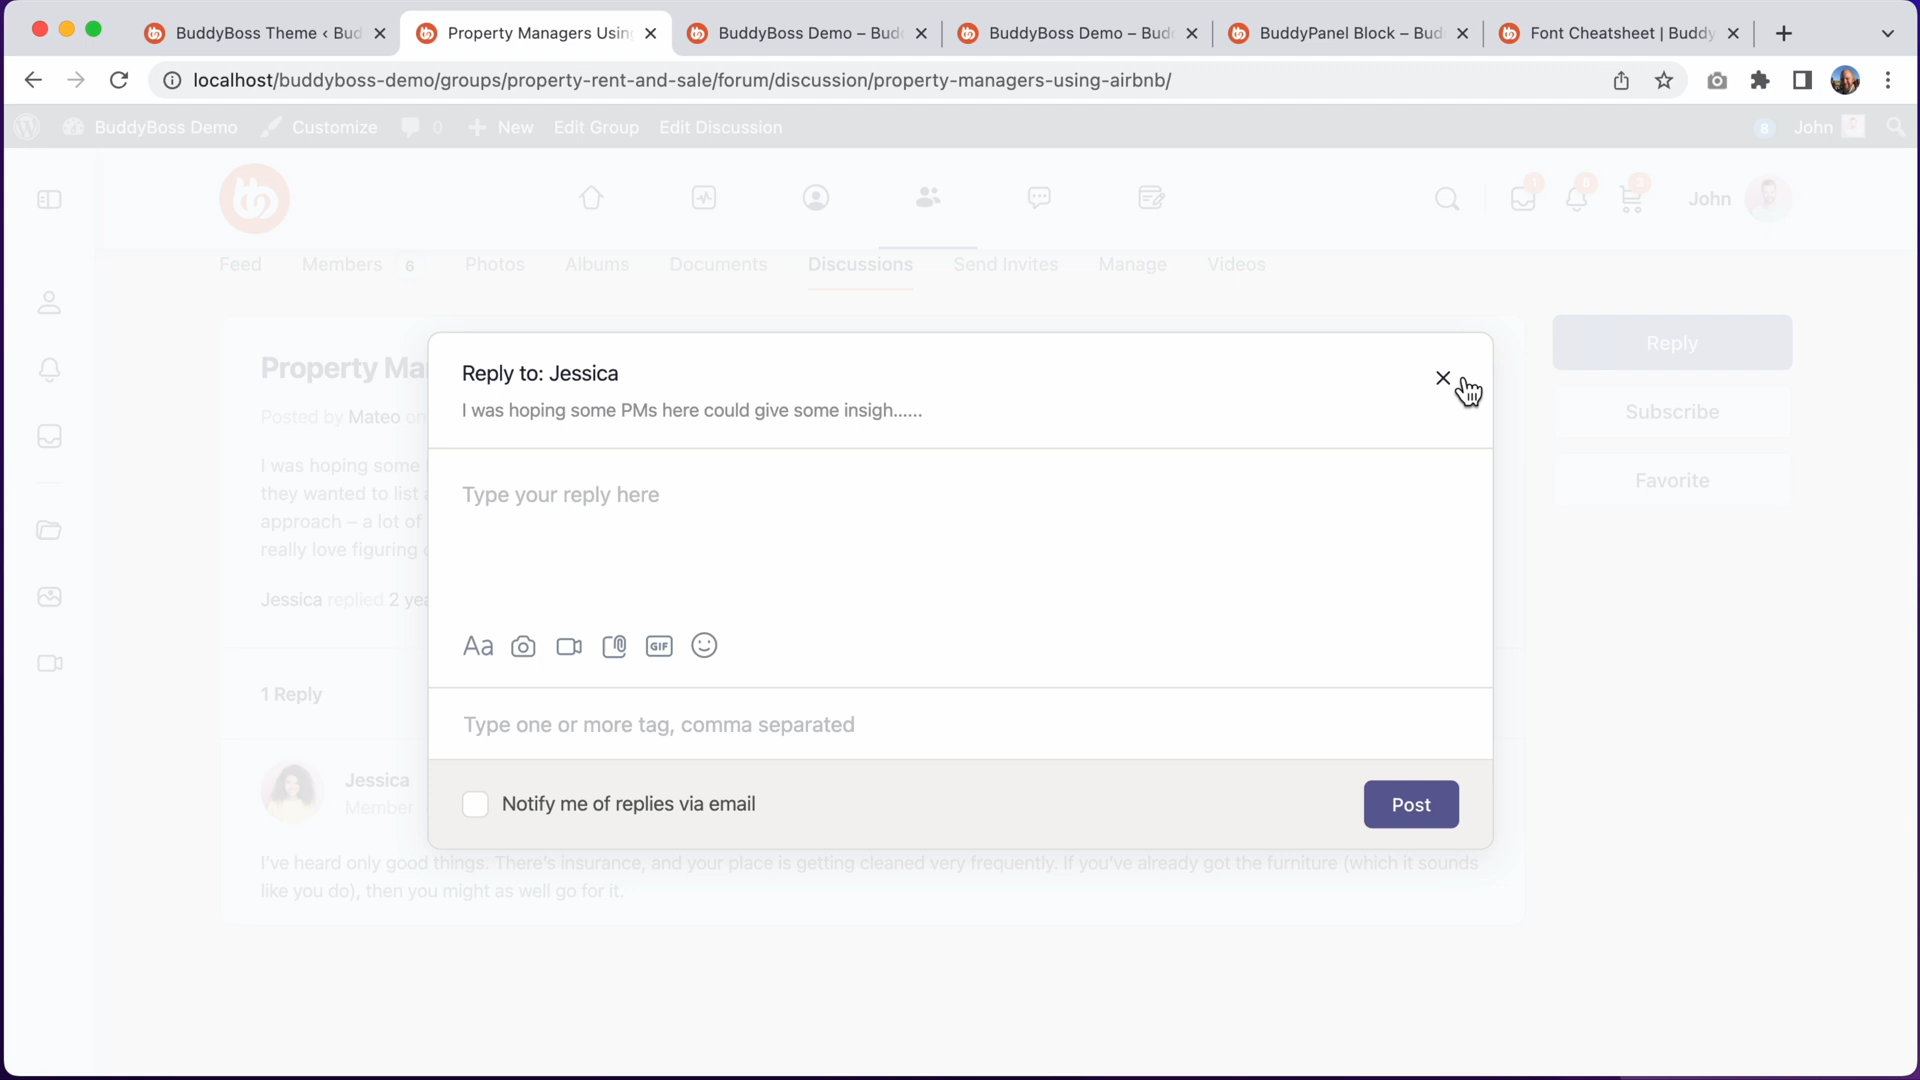 BuddyBoss Theme ‹ Bud
Property Managers Using
BuddyBoss Demo – Bud
BuddyBoss Demo – Bud
BuddyPanel Block – Bud
Font Cheatsheet | Buddy
localhost/buddyboss-demo/groups/property-rent-and-sale/forum/discussion/property-managers-using-airbnb/
BuddyBoss Demo
Customize
0
New
Edit Group
Edit Discussion
8
John
John
Feed
Members 6
Photos
Albums
Documents
Discussions
Send Invites
Manage
Videos
Property Ma
Posted by Mateo on
I was hoping some
they wanted to list a
approach – a lot of
really love figuring
Jessica replied 2 yea
Reply
Subscribe
Favorite
Reply to: Jessica
I was hoping some PMs here could give some insigh......
Type your reply here
Aa
GIF
Type one or more tag, comma separated
Notify me of replies via email
Post
1 Reply
Jessica
Member
I've heard only good things. There's insurance, and your place is getting cleaned very frequently. If you've already got the furniture (which it sounds
like you do), then you might as well go for it.